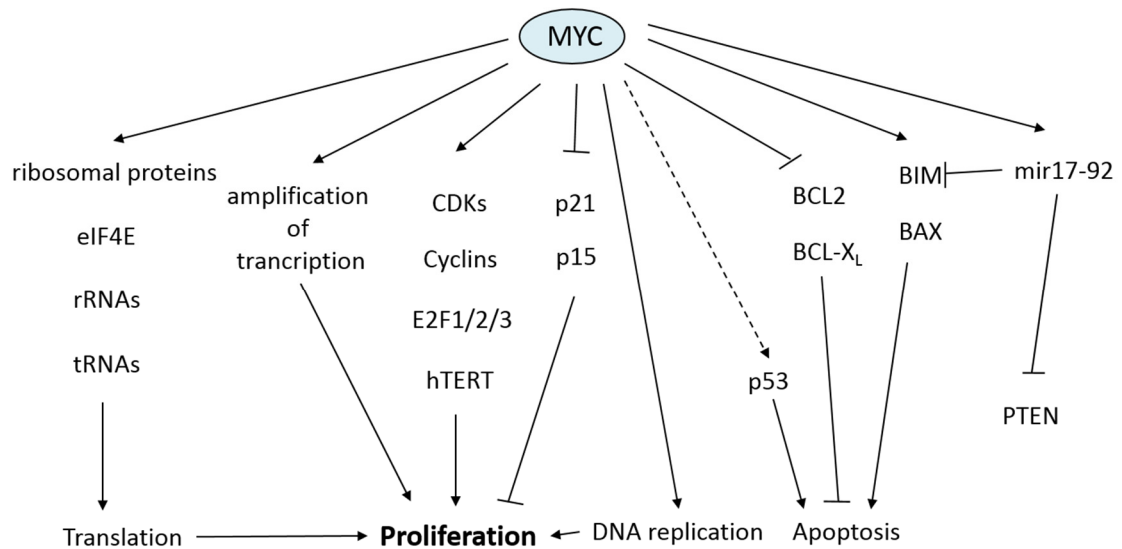 MYC
ribosomal proteins
eIF4E
rRNAs
tRNAs
amplification
of
trancription
CDKs
Cyclins
E2F1/2/3
hTERT
p21
p15
p53
BCL2
BCL-XL
BIM
BAX
mir17-92
PTEN
Translation
Proliferation
DNA replication
Apoptosis